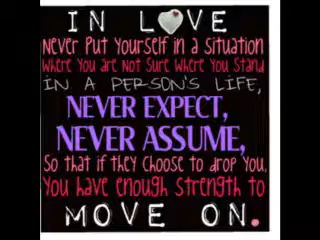 IN LOVE
Never Put Yourself in a situation
Where You are Not Sure Where You Stand
IN A PERSON'S LIFE,
NEVER EXPECT,
NEVER ASSUME,
So that if they Choose to drop You,
You have enough strength to
MOVE ON.